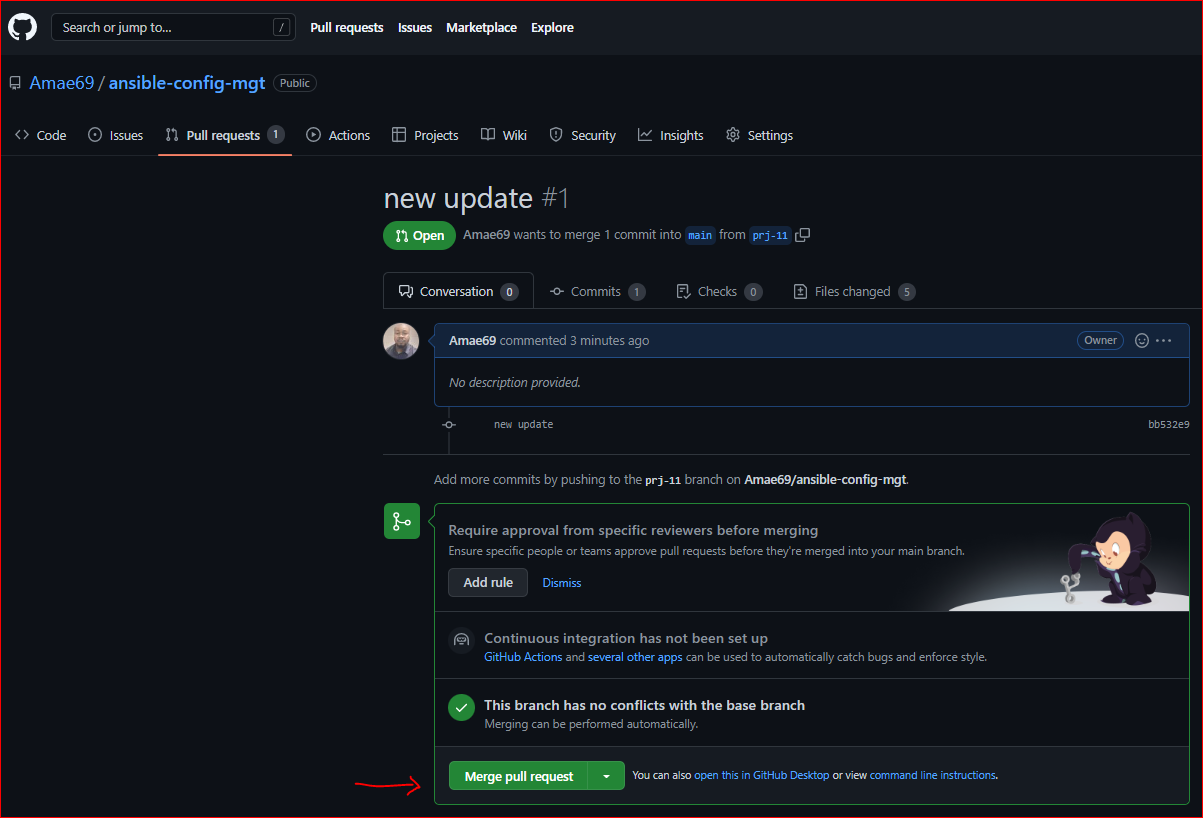 Search or jump to... /
Pull requests Issues Marketplace Explore
Amae69 / ansible-config-mgt Public
Code Issues Pull requests 1 Actions Projects Wiki Security Insights Settings
new update #1
Open Amae69 wants to merge 1 commit into main from prj-11
Conversation 0 Commits 1 Checks 0 Files changed 5
Amae69 commented 3 minutes ago Owner
No description provided.
new update bb532e9
Add more commits by pushing to the prj-11 branch on Amae69/ansible-config-mgt.
Require approval from specific reviewers before merging
Ensure specific people or teams approve pull requests before they're merged into your main branch.
Add rule Dismiss
Continuous integration has not been set up
GitHub Actions and several other apps can be used to automatically catch bugs and enforce style.
This branch has no conflicts with the base branch
Merging can be performed automatically.
Merge pull request You can also open this in GitHub Desktop or view command line instructions.